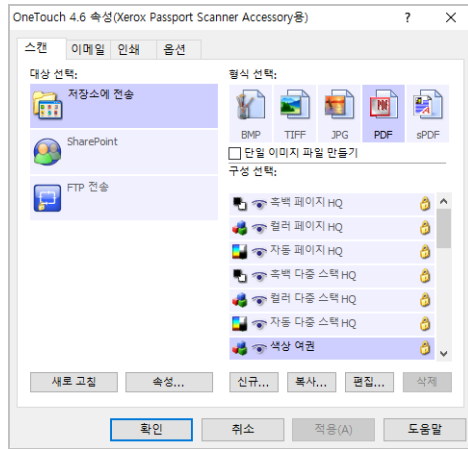 OneTouch 4.6 속성(Xerox Passport Scanner Accessory용)
스캔 이메일 인쇄 옵션
대상 선택:
저장소에 전송
SharePoint
FTP 전송
형식 선택:
BMP TIFF JPG PDF sPDF
단일 이미지 파일 만들기
구성 선택:
흑백 페이지 HQ
컬러 페이지 HQ
자동 페이지 HQ
흑백 다중 스택 HQ
컬러 다중 스택 HQ
자동 다중 스택 HQ
색상 여권
새로 고침 속성... 신규... 복사... 편집... 삭제
확인 취소 적용(A) 도움말